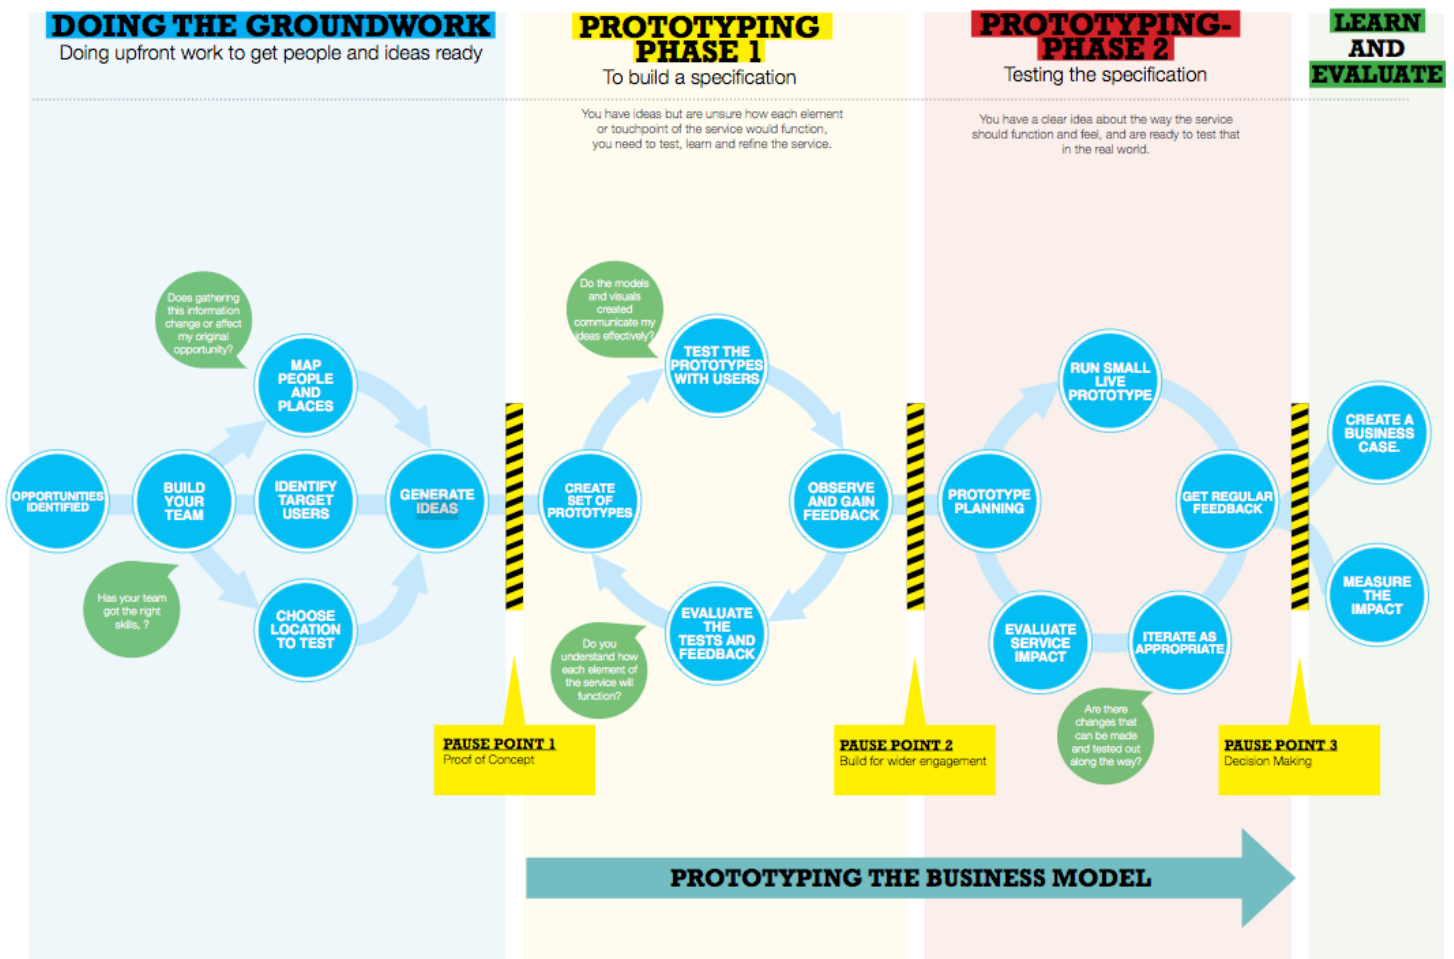 DOING THE GROUNDWORK
Doing upfront work to get people and ideas ready
PROTOTYPING
PHASE 1
To build a specification
You have ideas but are unsure how each element
or touchpoint of the service would function,
you need to test, learn and refine the service.
PROTOTYPING-
PHASE 2
Testing the specification
You have a clear idea about the way the service
should function and feel, and are ready to test that
in the real world.
LEARN
AND
EVALUATE
Does gathering
this information
change or affect
my original
opportunity?
MAP
PEOPLE
AND
PLACES
OPPORTUNITIES
IDENTIFIED
BUILD
YOUR
TEAM
IDENTIFY
TARGET
USERS
GENERATE
IDEAS
Has your team
got the right
skills, ?
CHOOSE
LOCATION
TO TEST
PAUSE POINT 1
Proof of Concept
Do the models
and visuals
created
communicate my
ideas effectively?
TEST THE
PROTOTYPES
WITH USERS
CREATE
SET OF
PROTOTYPES
OBSERVE
AND GAIN
FEEDBACK
EVALUATE
THE
TESTS AND
FEEDBACK
Do you
understand how
each element of
the service will
function?
PAUSE POINT 2
Build for wider engagement
RUN SMALL
LIVE
PROTOTYPE
PROTOTYPE
PLANNING
GET REGULAR
FEEDBACK
EVALUATE
SERVICE
IMPACT
ITERATE AS
APPROPRIATE
Are there
changes that
can be made
and tested out
along the way?
PAUSE POINT 3
Decision Making
CREATE A
BUSINESS
CASE.
MEASURE
THE
IMPACT
PROTOTYPING THE BUSINESS MODEL